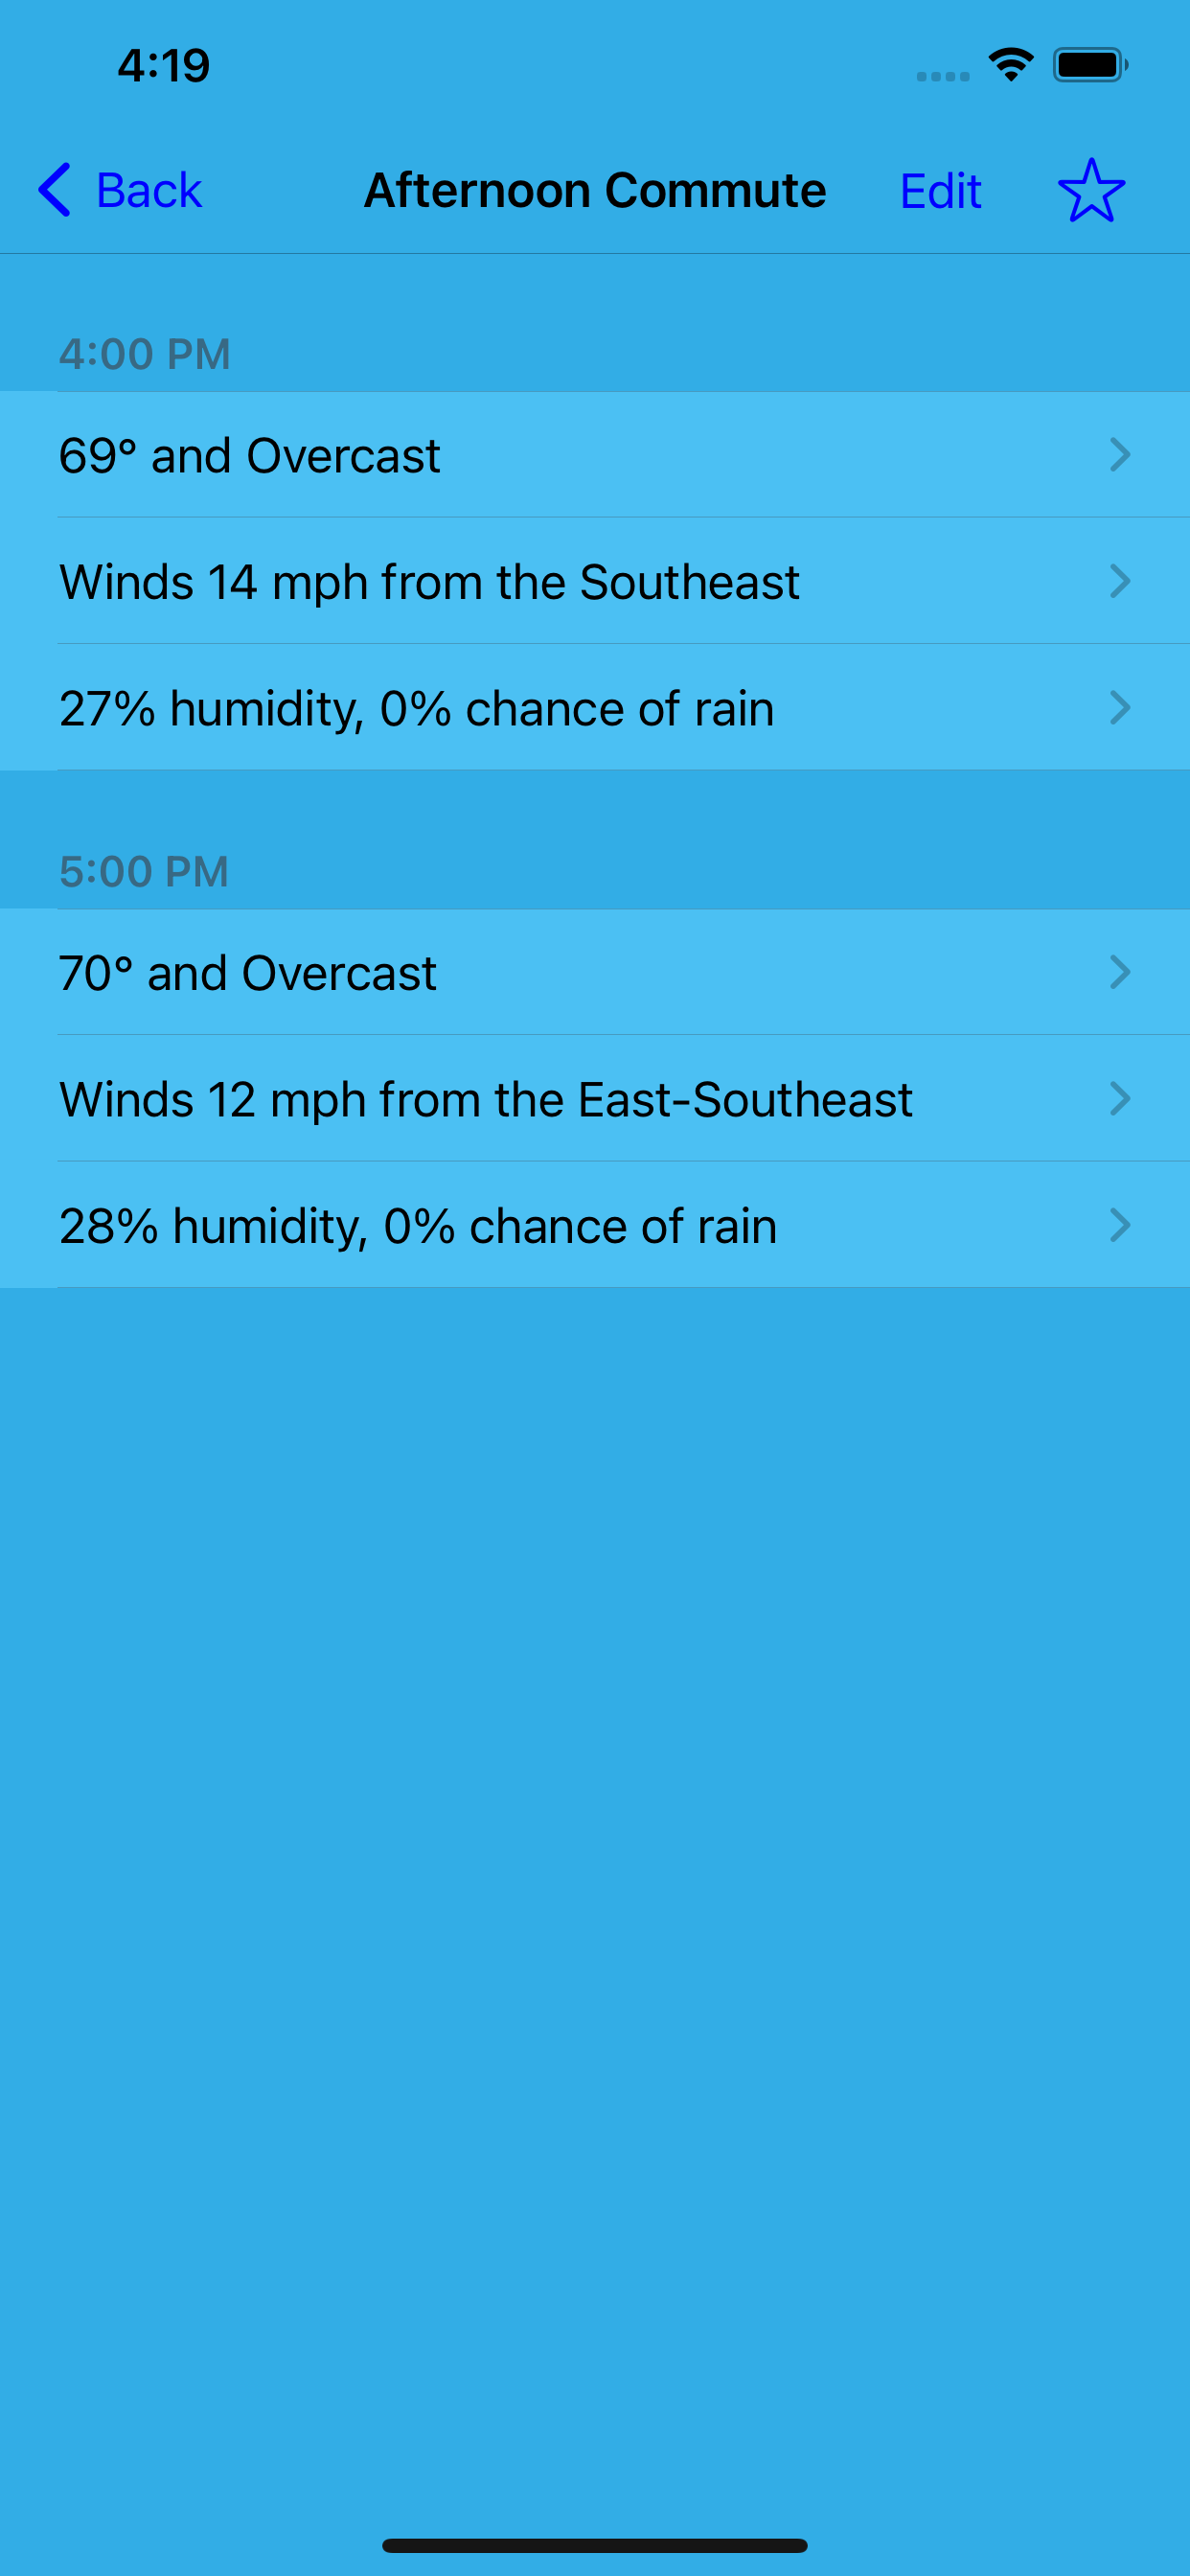 4:19
Back
Afternoon Commute
Edit
4:00 PM
69° and Overcast
Winds 14 mph from the Southeast
27% humidity, 0% chance of rain
5:00 PM
70° and Overcast
Winds 12 mph from the East-Southeast
28% humidity, 0% chance of rain